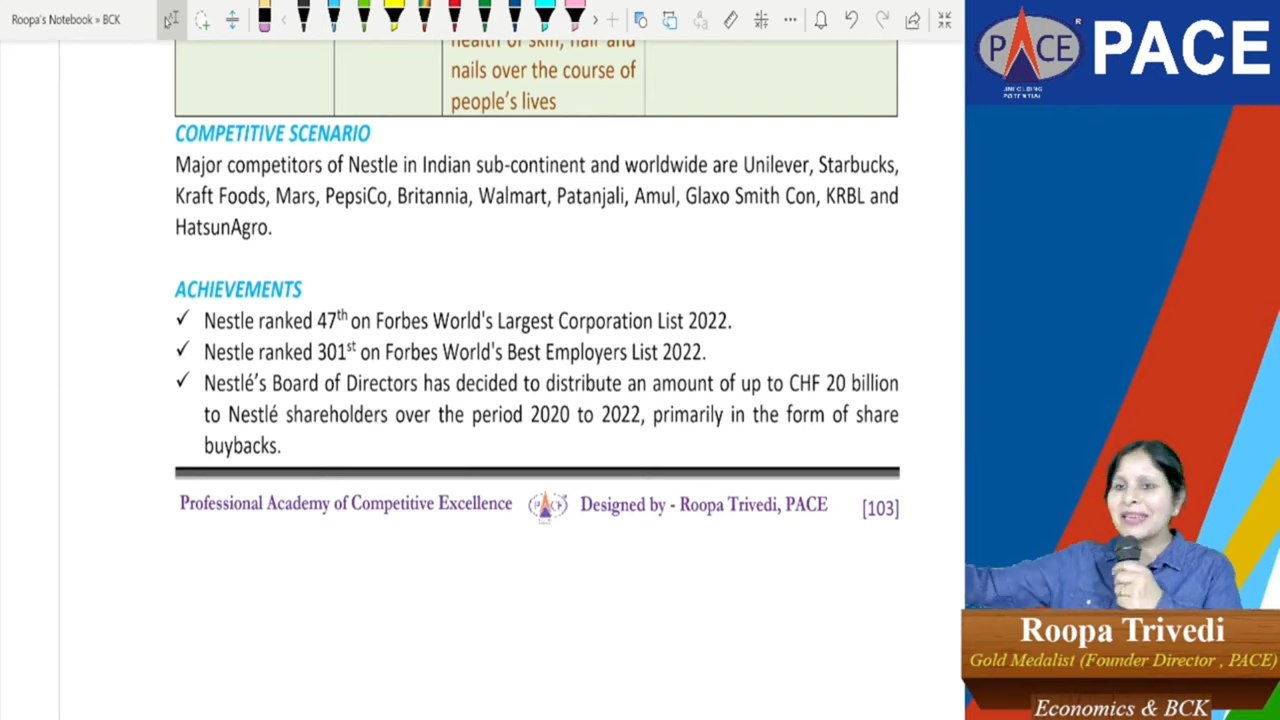 Roopa's Notebook » BCK
PACE
UNFOLDING
POTENTIAL
PACE
health of skin, hair and
nails over the course of
people's lives
COMPETITIVE SCENARIO
Major competitors of Nestle in Indian sub-continent and worldwide are Unilever, Starbucks,
Kraft Foods, Mars, PepsiCo, Britannia, Walmart, Patanjali, Amul, Glaxo Smith Con, KRBL and
HatsunAgro.
ACHIEVEMENTS
✓ Nestle ranked 47th on Forbes World's Largest Corporation List 2022.
✓ Nestle ranked 301st on Forbes World's Best Employers List 2022.
✓ Nestlé's Board of Directors has decided to distribute an amount of up to CHF 20 billion
to Nestlé shareholders over the period 2020 to 2022, primarily in the form of share
buybacks.
Professional Academy of Competitive Excellence PACE Designed by - Roopa Trivedi, PACE [103]
Roopa Trivedi
Gold Medalist (Founder Director , PACE)
Economics & BCK